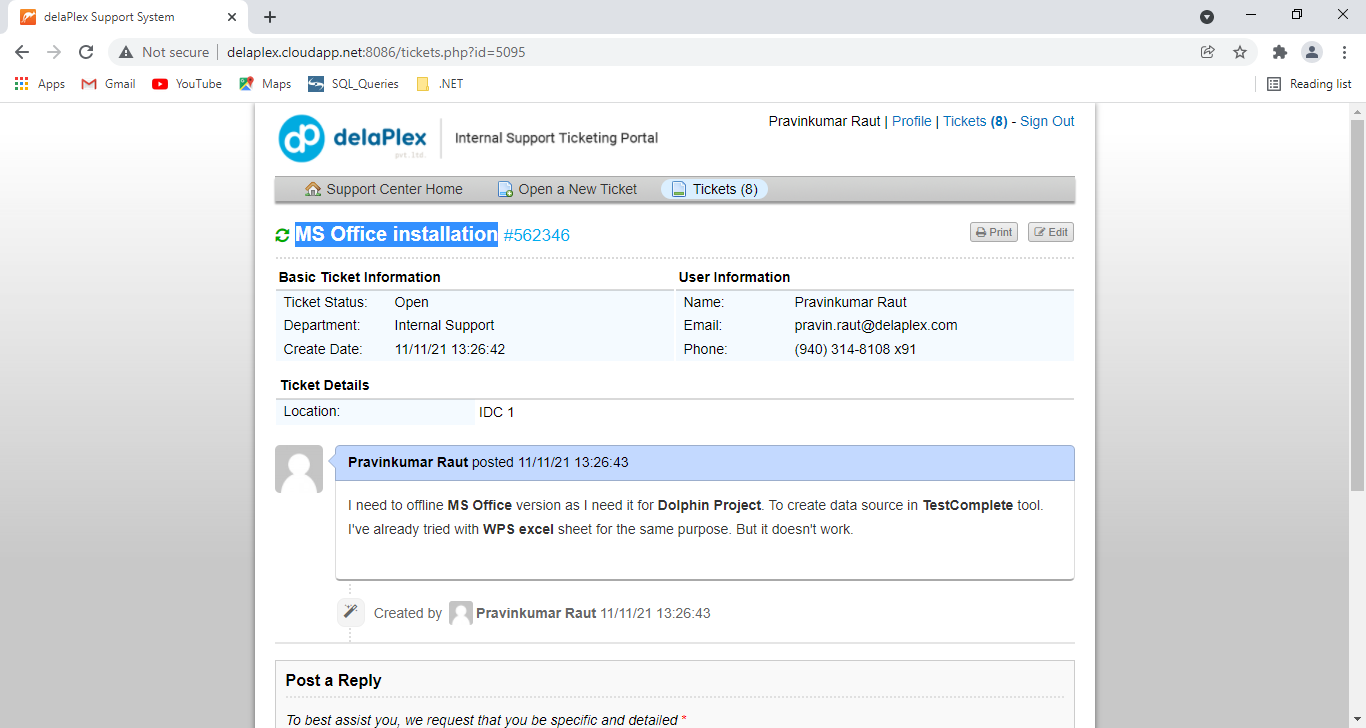 delaPlex Support System
Not secure | delaplex.cloudapp.net:8086/tickets.php?id=5095
Apps Gmail YouTube Maps SQL_Queries .NET Reading list
delaPlex pvt.ltd. Internal Support Ticketing Portal
Pravinkumar Raut | Profile | Tickets (8) - Sign Out
Support Center Home Open a New Ticket Tickets (8)
MS Office installation #562346 Print Edit
Basic Ticket Information User Information
Ticket Status: Open Name: Pravinkumar Raut
Department: Internal Support Email: pravin.raut@delaplex.com
Create Date: 11/11/21 13:26:42 Phone: (940) 314-8108 x91
Ticket Details
Location: IDC 1
Pravinkumar Raut posted 11/11/21 13:26:43
I need to offline MS Office version as I need it for Dolphin Project. To create data source in TestComplete tool.
I've already tried with WPS excel sheet for the same purpose. But it doesn't work.
Created by Pravinkumar Raut 11/11/21 13:26:43
Post a Reply
To best assist you, we request that you be specific and detailed *